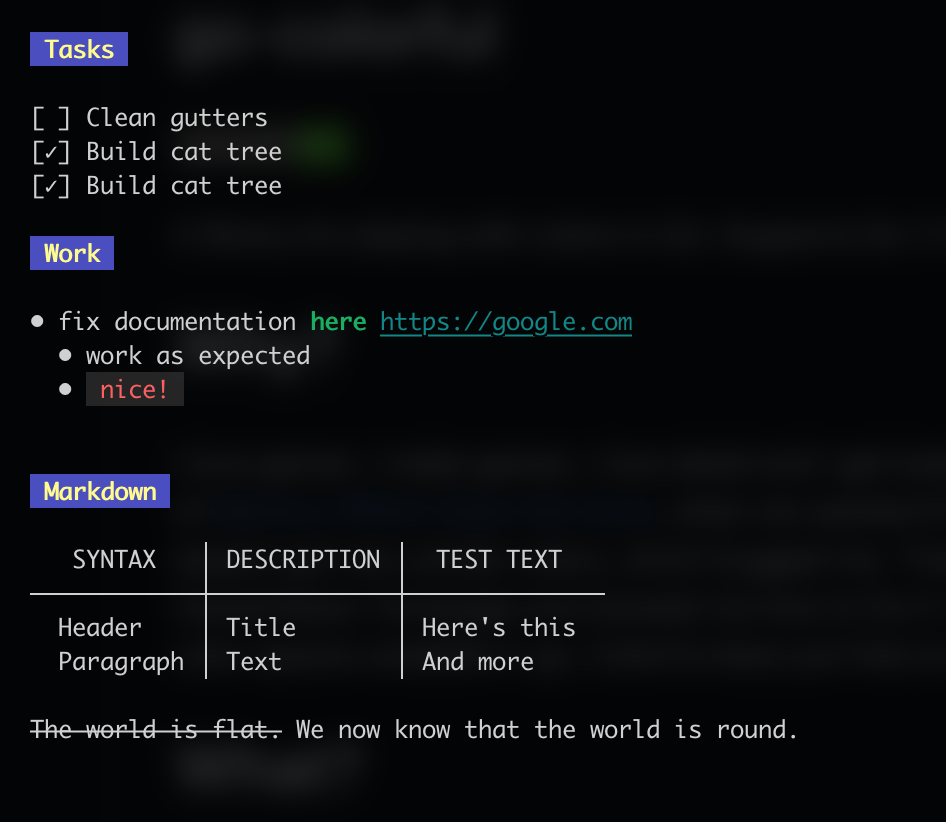 Tasks
[ ] Clean gutters
[✓] Build cat tree
[✓] Build cat tree
Work
• fix documentation here https://google.com
• work as expected
• nice!
Markdown
SYNTAX | DESCRIPTION | TEST TEXT
Header | Title | Here's this
Paragraph | Text | And more
The world is flat. We now know that the world is round.